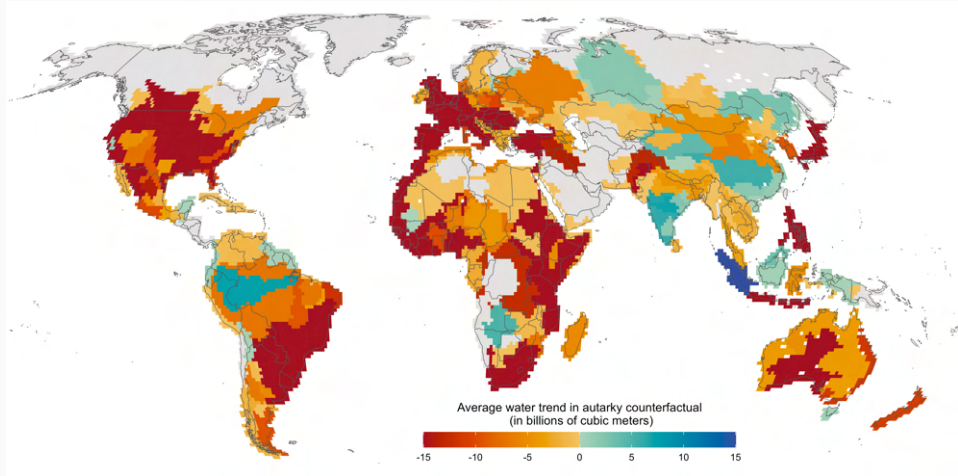 Average water trend in autarky counterfactual
(in billions of cubic meters)
-15 -10 -5 0 5 10 15